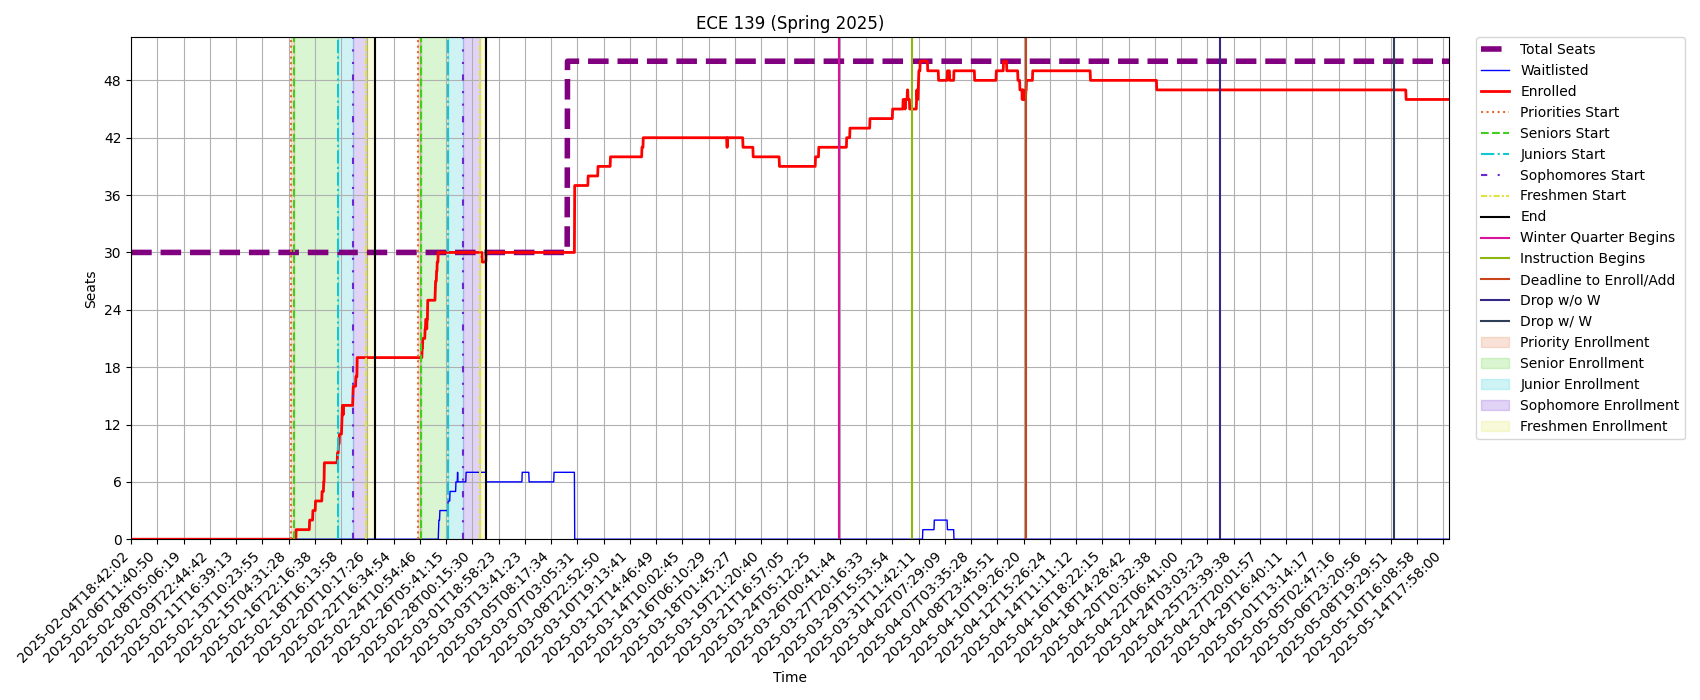 ECE 139 (Spring 2025)
Seats
48
42
36
30
24
18
12
6
0
2025-02-04T18:42:02
2025-02-06T11:40:50
2025-02-08T05:06:19
2025-02-09T22:44:42
2025-02-11T16:39:13
2025-02-13T10:23:55
2025-02-15T04:31:28
2025-02-16T22:16:38
2025-02-18T16:13:58
2025-02-20T10:17:26
2025-02-22T16:34:54
2025-02-24T10:54:46
2025-02-26T05:41:15
2025-02-28T00:15:30
2025-03-01T18:58:23
2025-03-03T13:41:23
2025-03-05T08:17:34
2025-03-07T03:05:31
2025-03-08T22:52:50
2025-03-10T19:13:41
2025-03-12T14:46:49
2025-03-14T10:02:45
2025-03-16T06:10:29
2025-03-18T01:45:27
2025-03-19T21:20:40
2025-03-21T16:57:05
2025-03-24T05:12:25
2025-03-26T00:41:44
2025-03-27T20:16:33
2025-03-29T15:53:54
2025-03-31T11:42:11
2025-04-02T07:29:09
2025-04-07T03:35:28
2025-04-08T23:45:51
2025-04-10T19:26:20
2025-04-12T15:26:24
2025-04-14T11:11:12
2025-04-16T18:22:15
2025-04-18T14:28:42
2025-04-20T10:32:38
2025-04-22T06:41:00
2025-04-24T03:03:23
2025-04-25T23:39:38
2025-04-27T20:01:57
2025-04-29T16:40:11
2025-05-01T13:14:17
2025-05-05T02:47:16
2025-05-06T23:20:56
2025-05-08T19:29:51
2025-05-10T16:08:58
2025-05-14T17:58:00
Time
Total Seats
Waitlisted
Enrolled
Priorities Start
Seniors Start
Juniors Start
Sophomores Start
Freshmen Start
End
Winter Quarter Begins
Instruction Begins
Deadline to Enroll/Add
Drop w/o W
Drop w/ W
Priority Enrollment
Senior Enrollment
Junior Enrollment
Sophomore Enrollment
Freshmen Enrollment